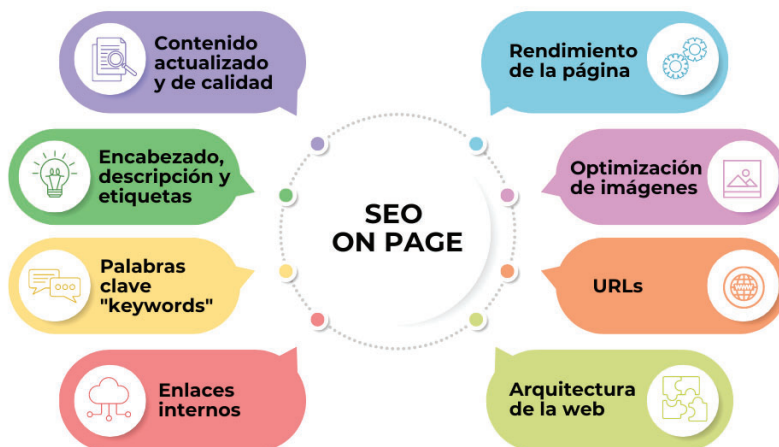 Contenido
actualizado
y de calidad
Encabezado,
descripción y
etiquetas
Palabras
clave
"keywords"
Enlaces
internos
SEO
ON PAGE
Rendimiento
de la página
Optimización
de imágenes
URLs
Arquitectura
de la web